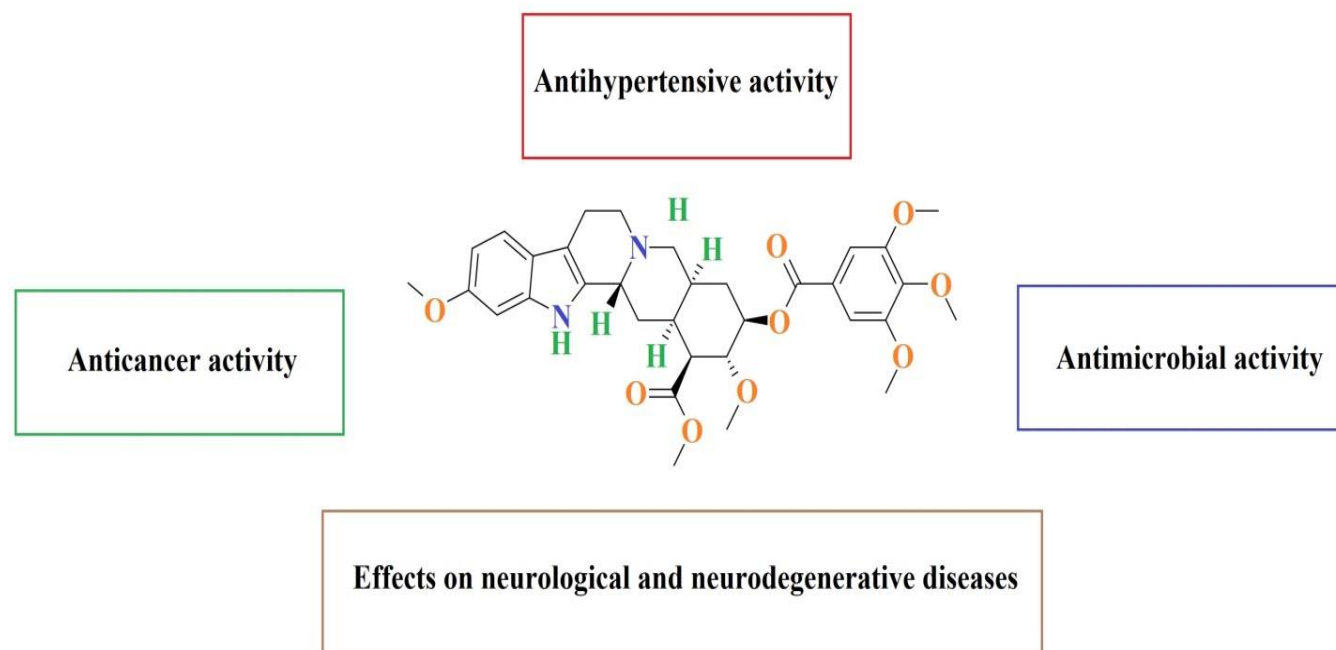 Antihypertensive activity
H
O
N
H
O
O
O
Anticancer activity
O
N
H
H
H
O
O
O
O
O
Antimicrobial activity
Effects on neurological and neurodegenerative diseases